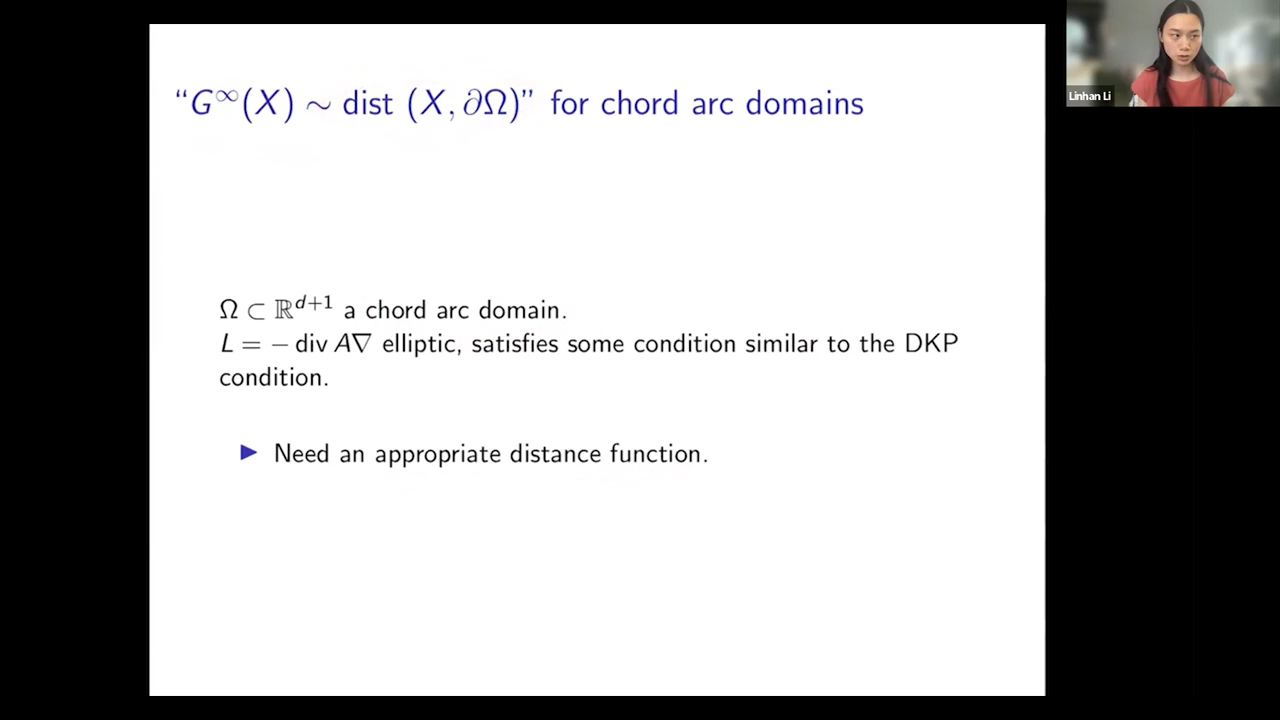 “G^∞(X) ∼ dist (X, ∂Ω)” for chord arc domains
Linhan Li
Ω ⊂ ℝ^{d+1} a chord arc domain.
L = − div A∇ elliptic, satisfies some condition similar to the DKP
condition.
▶ Need an appropriate distance function.